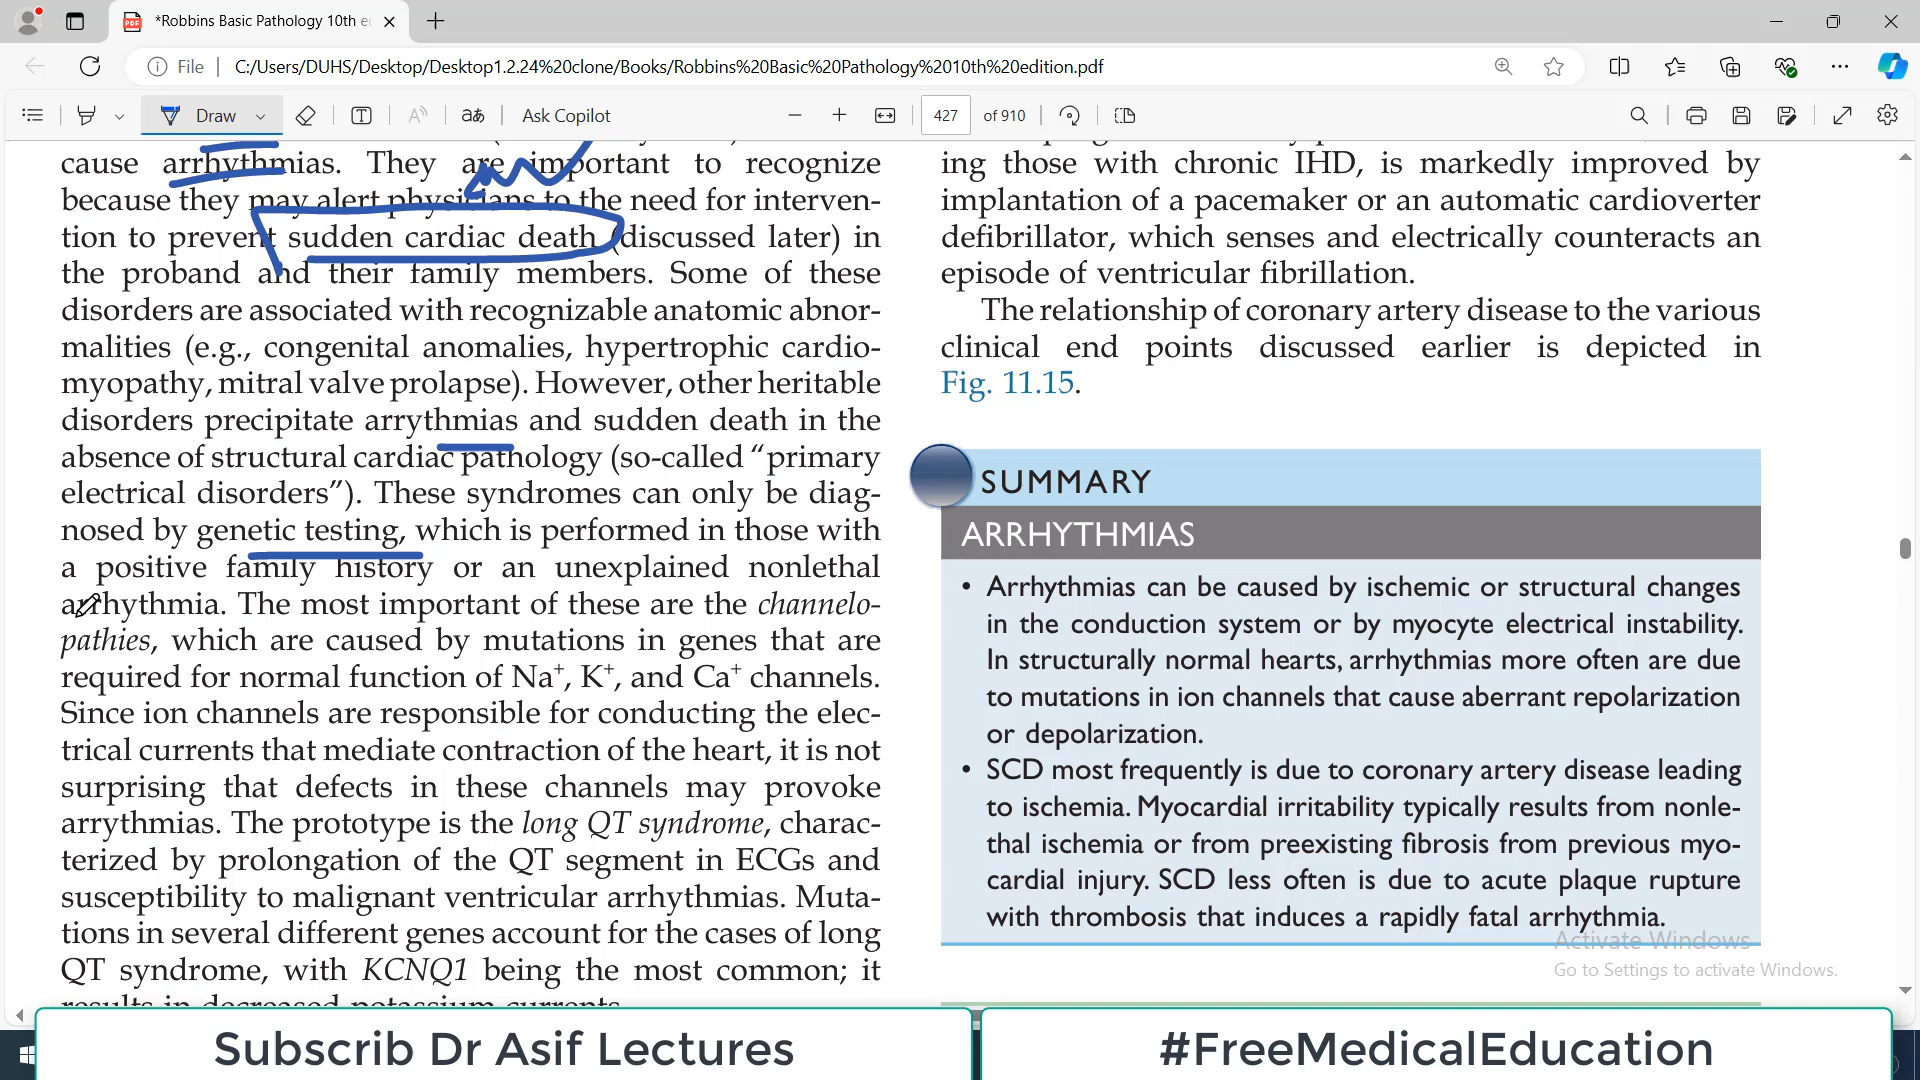 *Robbins Basic Pathology 10th e
File
C:/Users/DUHS/Desktop/Desktop1.2.24%20clone/Books/Robbins%20Basic%20Pathology%2010th%20edition.pdf
Draw
aあ
Ask Copilot
427 of 910
cause arrhythmias. They are important to recognize
because they may alert physicians to the need for interven-
tion to prevent sudden cardiac death (discussed later) in
the proband and their family members. Some of these
disorders are associated with recognizable anatomic abnor-
malities (e.g., congenital anomalies, hypertrophic cardio-
myopathy, mitral valve prolapse). However, other heritable
disorders precipitate arrythmias and sudden death in the
absence of structural cardiac pathology (so-called “primary
electrical disorders”). These syndromes can only be diag-
nosed by genetic testing, which is performed in those with
a positive family history or an unexplained nonlethal
arrhythmia. The most important of these are the channelo-
pathies, which are caused by mutations in genes that are
required for normal function of Na⁺, K⁺, and Ca⁺ channels.
Since ion channels are responsible for conducting the elec-
trical currents that mediate contraction of the heart, it is not
surprising that defects in these channels may provoke
arrythmias. The prototype is the long QT syndrome, charac-
terized by prolongation of the QT segment in ECGs and
susceptibility to malignant ventricular arrhythmias. Muta-
tions in several different genes account for the cases of long
QT syndrome, with KCNQ1 being the most common; it
results in decreased potassium currents
ing those with chronic IHD, is markedly improved by
implantation of a pacemaker or an automatic cardioverter
defibrillator, which senses and electrically counteracts an
episode of ventricular fibrillation.
The relationship of coronary artery disease to the various
clinical end points discussed earlier is depicted in
Fig. 11.15.
SUMMARY
ARRHYTHMIAS
• Arrhythmias can be caused by ischemic or structural changes
in the conduction system or by myocyte electrical instability.
In structurally normal hearts, arrhythmias more often are due
to mutations in ion channels that cause aberrant repolarization
or depolarization.
• SCD most frequently is due to coronary artery disease leading
to ischemia. Myocardial irritability typically results from nonle-
thal ischemia or from preexisting fibrosis from previous myo-
cardial injury. SCD less often is due to acute plaque rupture
with thrombosis that induces a rapidly fatal arrhythmia.
Activate Windows
Go to Settings to activate Windows.
Subscrib Dr Asif Lectures
#FreeMedicalEducation